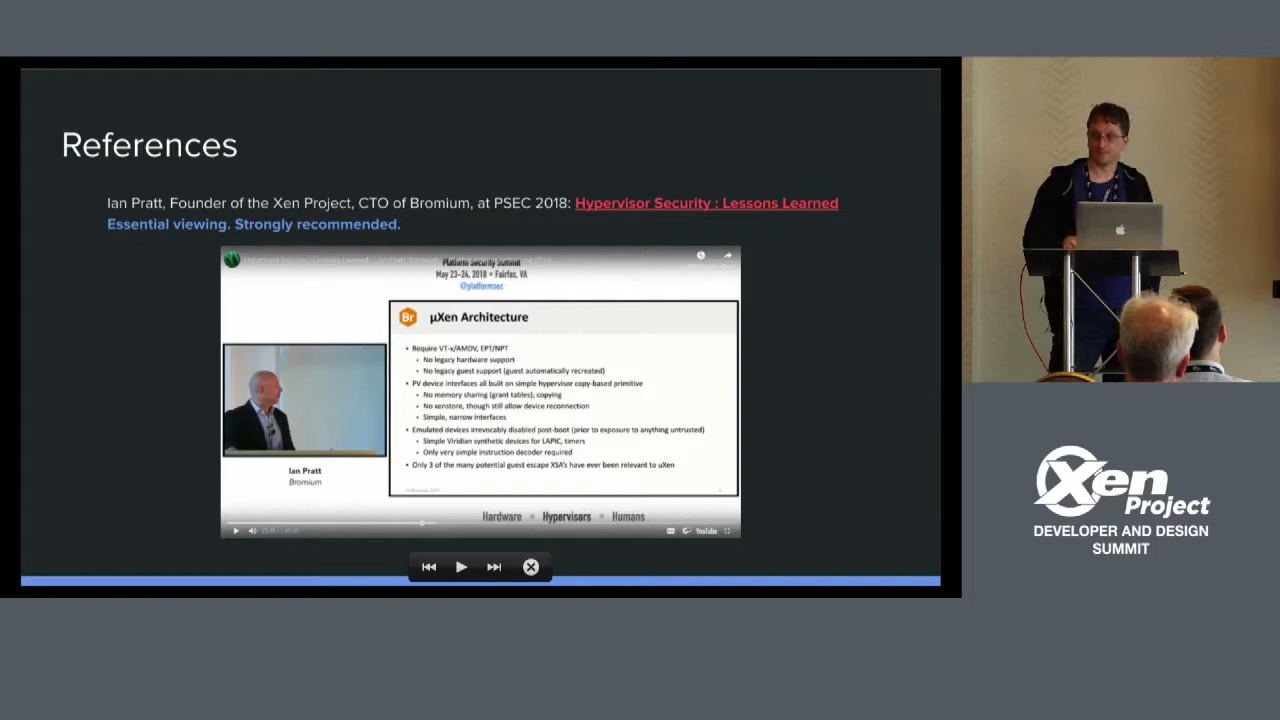 References
Ian Pratt, Founder of the Xen Project, CTO of Bromium, at PSEC 2018: Hypervisor Security : Lessons Learned
Essential viewing. Strongly recommended.
Platform Security Summit
May 23-24, 2018 • Fairfax, VA
@platformsec
Br μXen Architecture
• Require VT-x/AMDV, EPT/NPT
• No legacy hardware support
• No legacy guest support (guest automatically recreated)
• PV device interfaces all built on simple hypervisor copy-based primitive
• No memory sharing (grant tables); copying
• No xenstore, though still allow device reconnection
• Simple, narrow interfaces
• Emulated devices irrevocably disabled post-boot (prior to exposure to anything untrusted)
• Simple Viridian synthetic devices for LAPIC, timers
• Only very simple instruction decoder required
• Only 3 of the many potential guest escape XSA's have ever been relevant to uXen
Ian Pratt
Bromium
Hardware • Hypervisors • Humans
YouTube
Xen
Project
DEVELOPER AND DESIGN
SUMMIT